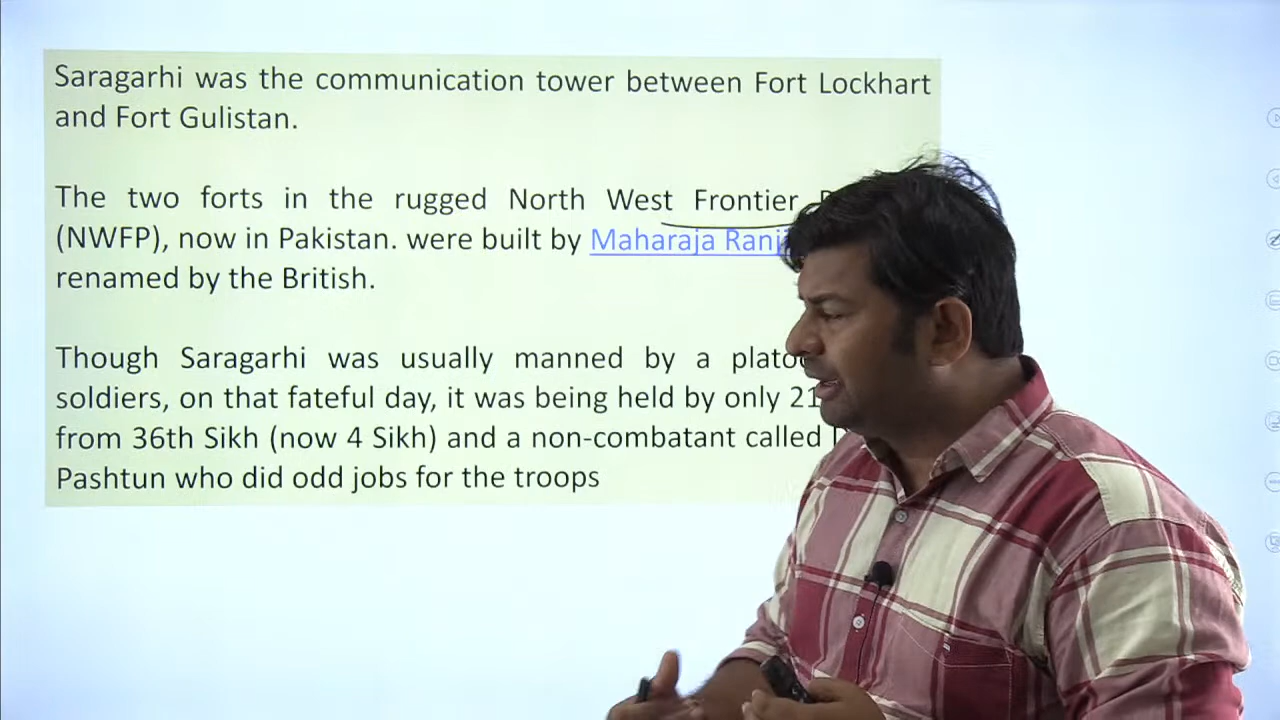 Saragarhi was the communication tower between Fort Lockhart
and Fort Gulistan.
The two forts in the rugged North West Frontier
(NWFP), now in Pakistan. were built by Maharaja
renamed by the British.
Though Saragarhi was usually manned by a
soldiers, on that fateful day, it was being held by only 21
from 36th Sikh (now 4 Sikh) and a non-combatant called
Pashtun who did odd jobs for the troops